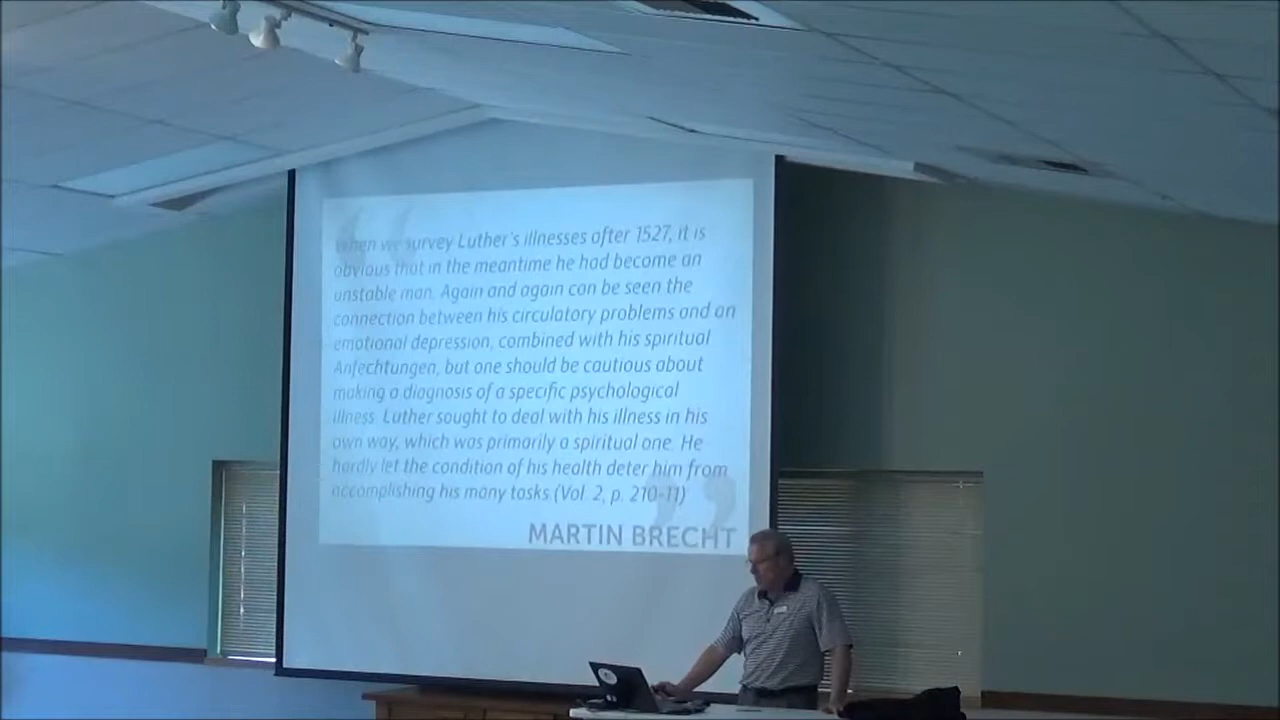 When we survey Luther's illnesses after 1527, it is
obvious that in the meantime he had become an
unstable man. Again and again can be seen the
connection between his circulatory problems and an
emotional depression, combined with his spiritual
Anfechtungen, but one should be cautious about
making a diagnosis of a specific psychological
illness. Luther sought to deal with his illness in his
own way, which was primarily a spiritual one. He
hardly let the condition of his health deter him from
accomplishing his many tasks (Vol. 2, p. 210-11)
MARTIN BRECHT